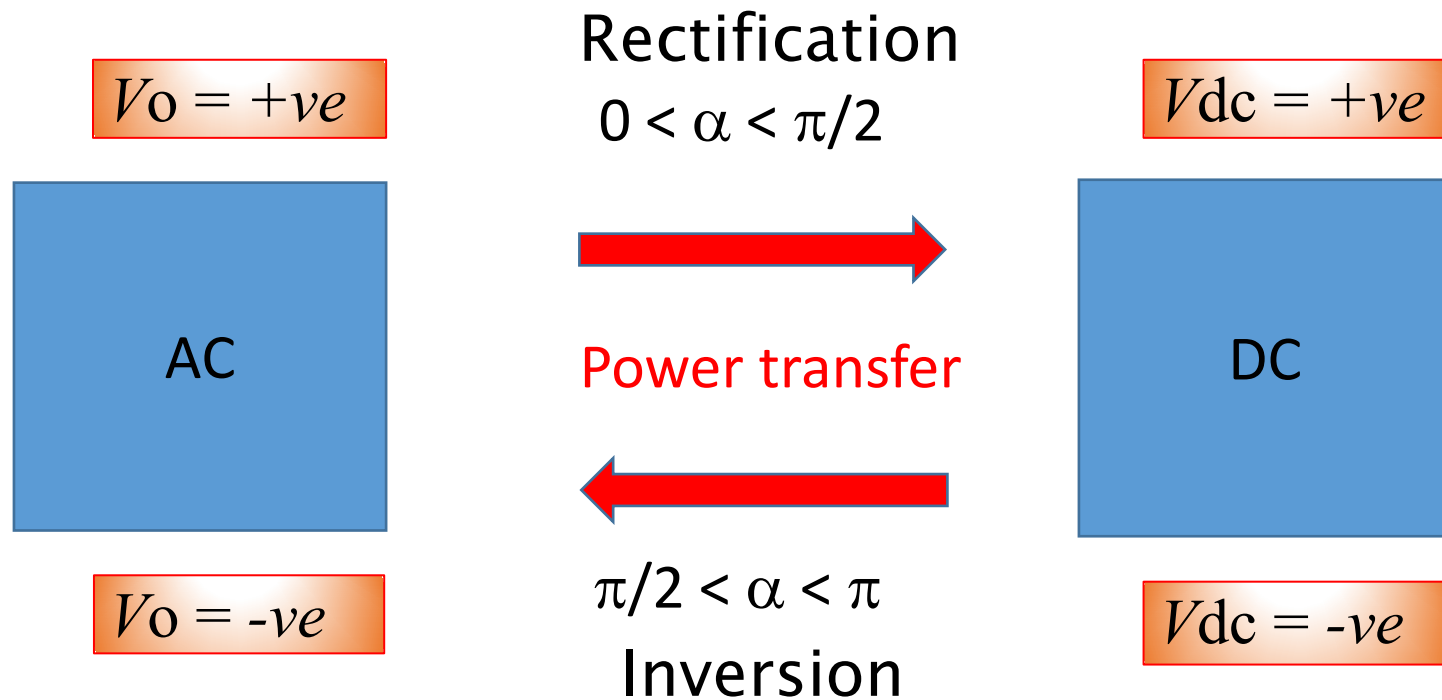 Rectification
Vo = +ve
0 < α < π/2
Vdc = +ve
AC
Power transfer
DC
Vo = -ve
π/2 < α < π
Vdc = -ve
Inversion